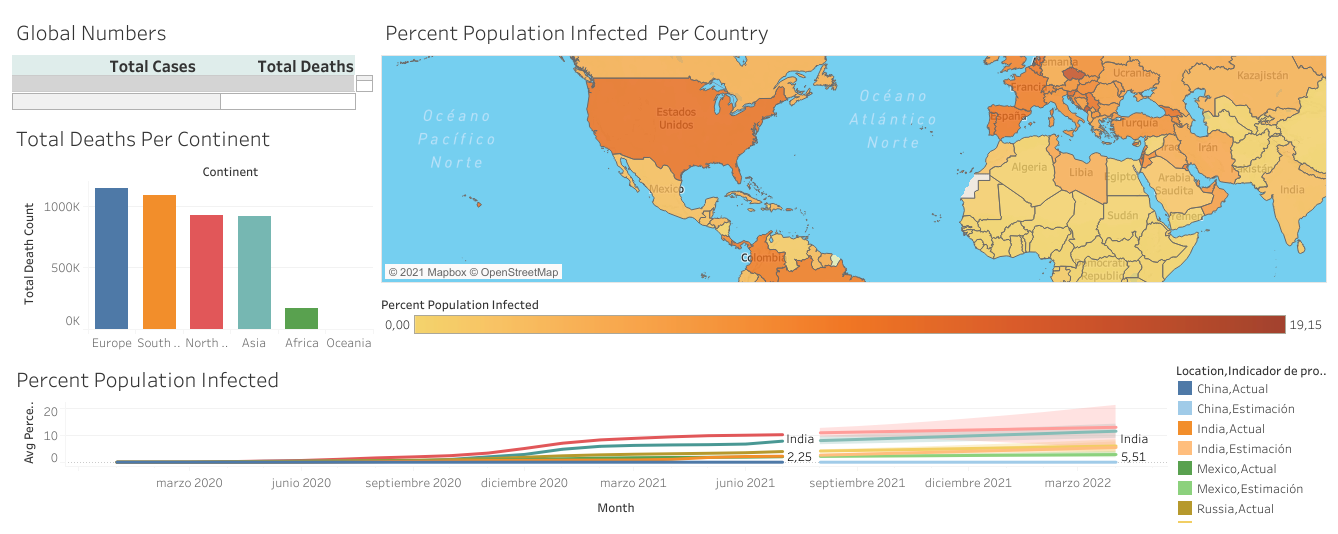 Global Numbers
Total Cases Total Deaths
Total Deaths Per Continent
Continent
Total Death Count
1000K
500K
0K
Europe South .. North .. Asia Africa Oceania
Percent Population Infected Per Country
Océano
Pacífico
Norte
Estados
Unidos
Mexico
Colombia
Océano
Atlántico
Norte
Francia
España
Ucrania
Kazajistán
Turquía
Iraq
Irán
Argelia
Libia
Egipto
Arabia
Saudita
India
Sudán
Yemen
© 2021 Mapbox © OpenStreetMap
Percent Population Infected
0,00 19,15
Percent Population Infected
Avg Perce..
20
10
0
India
2,25
India
5,51
marzo 2020 junio 2020 septiembre 2020 diciembre 2020 marzo 2021 junio 2021 septiembre 2021 diciembre 2021 marzo 2022
Month
Location,Indicador de pro..
China,Actual
China,Estimación
India,Actual
India,Estimación
Mexico,Actual
Mexico,Estimación
Russia,Actual